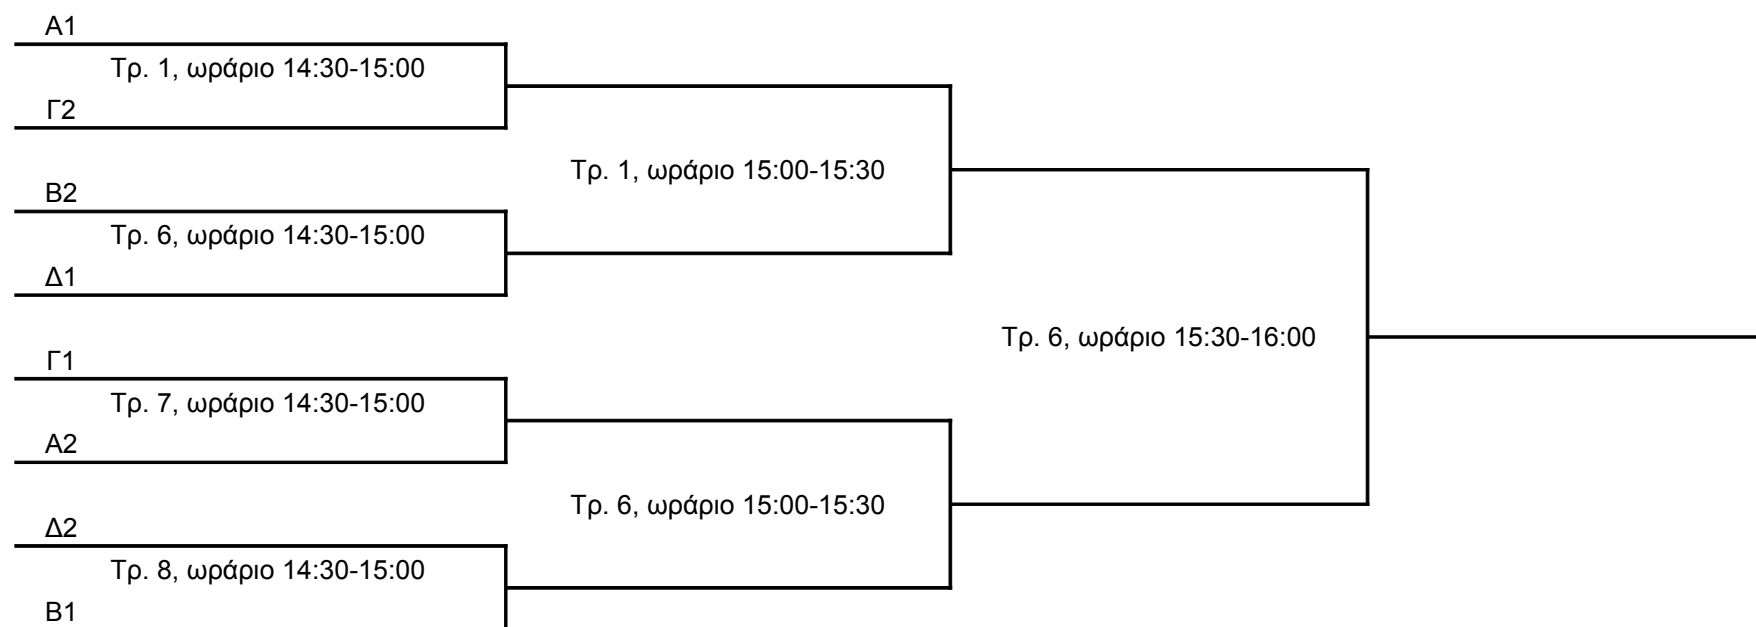 Α1
Τρ. 1, ωράριο 14:30-15:00
Γ2
Τρ. 1, ωράριο 15:00-15:30
Β2
Τρ. 6, ωράριο 14:30-15:00
Δ1
Τρ. 6, ωράριο 15:30-16:00
Γ1
Τρ. 7, ωράριο 14:30-15:00
Α2
Τρ. 6, ωράριο 15:00-15:30
Δ2
Τρ. 8, ωράριο 14:30-15:00
Β1